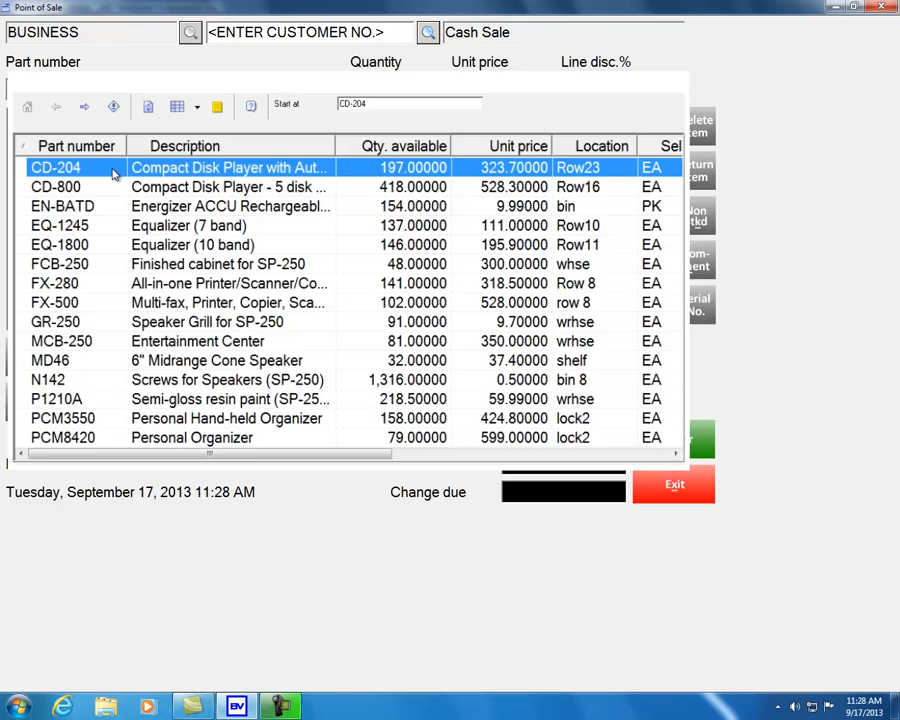 Point of Sale
BUSINESS <ENTER CUSTOMER NO.> Cash Sale
Part number Quantity Unit price Line disc.%
Start at CD-204
Part number Description Qty. available Unit price Location Sel
CD-204 Compact Disk Player with Aut... 197.00000 323.70000 Row23 EA
CD-800 Compact Disk Player - 5 disk ... 418.00000 528.30000 Row16 EA
EN-BATD Energizer ACCU Rechargeabl... 154.00000 9.99000 bin PK
EQ-1245 Equalizer (7 band) 137.00000 111.00000 Row10 EA
EQ-1800 Equalizer (10 band) 146.00000 195.90000 Row11 EA
FCB-250 Finished cabinet for SP-250 48.00000 300.00000 whse EA
FX-280 All-in-one Printer/Scanner/Co... 141.00000 318.50000 Row 8 EA
FX-500 Multi-fax, Printer, Copier, Sca... 102.00000 528.00000 row 8 EA
GR-250 Speaker Grill for SP-250 91.00000 9.70000 wrhse EA
MCB-250 Entertainment Center 81.00000 350.00000 wrhse EA
MD46 6" Midrange Cone Speaker 32.00000 37.40000 shelf EA
N142 Screws for Speakers (SP-250) 1,316.00000 0.50000 bin 8 EA
P1210A Semi-gloss resin paint (SP-25... 218.50000 59.99000 wrhse EA
PCM3550 Personal Hand-held Organizer 158.00000 424.80000 lock2 EA
PCM8420 Personal Organizer 79.00000 599.00000 lock2 EA
elete
tem
eturn
tem
Non
tkd
om-
ent
erial
No.
Tuesday, September 17, 2013 11:28 AM Change due
Exit
BV
11:28 AM
9/17/2013